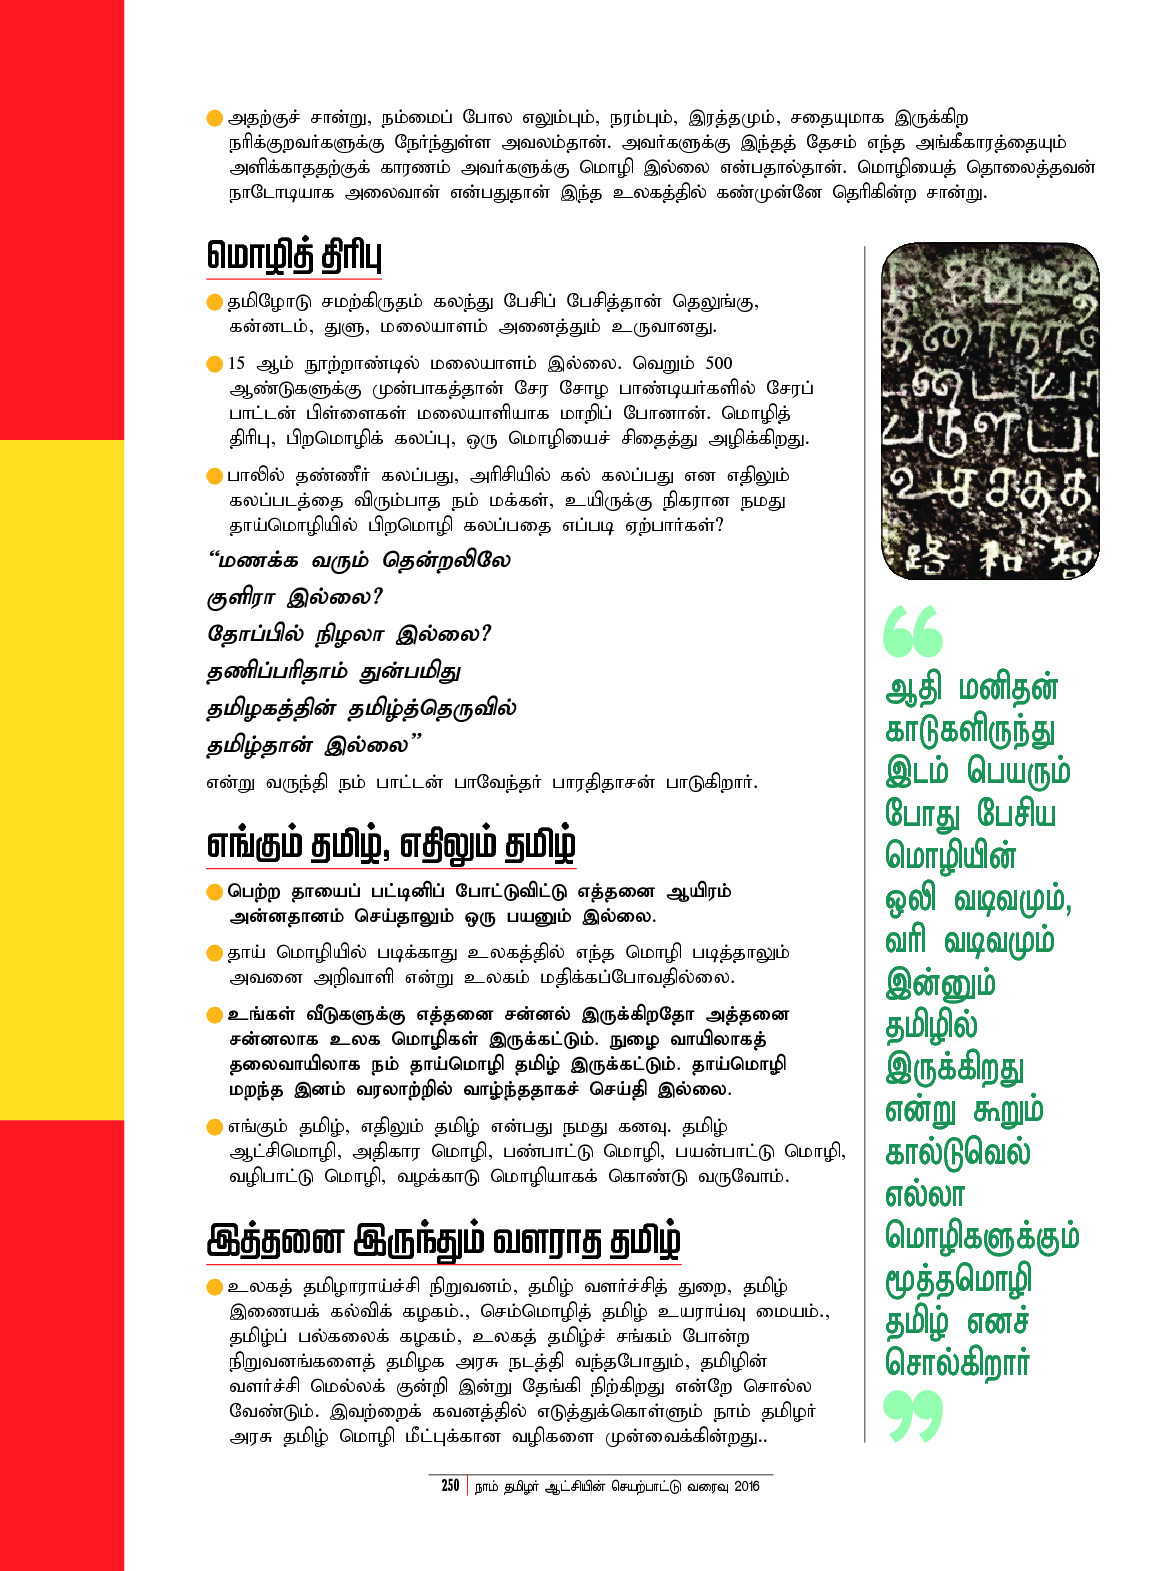 அதற்குச் சான்று, நம்மைப் போல எலும்பும், நரம்பும், இரத்தமும், சதையுமாக இருக்கிற
நரிக்குறவர்களுக்கு நேர்ந்துள்ள அவலம்தான். அவர்களுக்கு இந்தத் தேசம் எந்த அங்கீகாரத்தையும்
அளிக்காததற்குக் காரணம் அவர்களுக்கு மொழி இல்லை என்பதால்தான். மொழியைத் தொலைத்தவன்
நாடோடியாக அலைவான் என்பதுதான் இந்த உலகத்தில் கண்முன்னே தெரிகின்ற சான்று.
மொழித் திரிபு
தமிழோடு சமற்கிருதம் கலந்து பேசிப் பேசித்தான் தெலுங்கு,
கன்னடம், துளு, மலையாளம் அனைத்தும் உருவானது.
15 ஆம் நூற்றாண்டில் மலையாளம் இல்லை. வெறும் 500
ஆண்டுகளுக்கு முன்பாகத்தான் சேர சோழ பாண்டியர்களில் சேரப்
பாட்டன் பிள்ளைகள் மலையாளியாக மாறிப் போனான். மொழித்
திரிபு, பிறமொழிக் கலப்பு, ஒரு மொழியைச் சிதைத்து அழிக்கிறது.
பாலில் தண்ணீர் கலப்பது, அரிசியில் கல் கலப்பது என எதிலும்
கலப்படத்தை விரும்பாத நம் மக்கள், உயிருக்கு நிகரான நமது
தாய்மொழியில் பிறமொழி கலப்பதை எப்படி ஏற்பார்கள்?
“மணக்க வரும் தென்றலிலே
குளிரா இல்லை?
தோப்பில் நிழலா இல்லை?
தணிப்பரிதாம் துன்பமிது
தமிழகத்தின் தமிழ்த்தெருவில்
தமிழ்தான் இல்லை”
என்று வருந்தி நம் பாட்டன் பாவேந்தர் பாரதிதாசன் பாடுகிறார்.
எங்கும் தமிழ், எதிலும் தமிழ்
பெற்ற தாயைப் பட்டினிப் போட்டுவிட்டு எத்தனை ஆயிரம்
அன்னதானம் செய்தாலும் ஒரு பயனும் இல்லை.
தாய் மொழியில் படிக்காது உலகத்தில் எந்த மொழி படித்தாலும்
அவனை அறிவாளி என்று உலகம் மதிக்கப்போவதில்லை.
உங்கள் வீடுகளுக்கு எத்தனை சன்னல் இருக்கிறதோ அத்தனை
சன்னலாக உலக மொழிகள் இருக்கட்டும். நுழை வாயிலாகத்
தலைவாயிலாக நம் தாய்மொழி தமிழ் இருக்கட்டும். தாய்மொழி
மறந்த இனம் வரலாற்றில் வாழ்ந்ததாகச் செய்தி இல்லை.
எங்கும் தமிழ், எதிலும் தமிழ் என்பது நமது கனவு. தமிழ்
ஆட்சிமொழி, அதிகார மொழி, பண்பாட்டு மொழி, பயன்பாட்டு மொழி,
வழிபாட்டு மொழி, வழக்காடு மொழியாகக் கொண்டு வருவோம்.
இத்தனை இருந்தும் வளராத தமிழ்
உலகத் தமிழாராய்ச்சி நிறுவனம், தமிழ் வளர்ச்சித் துறை, தமிழ்
இணையக் கல்விக் கழகம்., செம்மொழித் தமிழ் உயராய்வு மையம்.,
தமிழ்ப் பல்கலைக் கழகம், உலகத் தமிழ்ச் சங்கம் போன்ற
நிறுவனங்களைத் தமிழக அரசு நடத்தி வந்தபோதும், தமிழின்
வளர்ச்சி மெல்லக் குன்றி இன்று தேங்கி நிற்கிறது என்றே சொல்ல
வேண்டும். இவற்றைக் கவனத்தில் எடுத்துக்கொள்ளும் நாம் தமிழர்
அரசு தமிழ் மொழி மீட்புக்கான வழிகளை முன்வைக்கின்றது..
“
ஆதி மனிதன்
காடுகளிருந்து
இடம் பெயரும்
போது பேசிய
மொழியின்
ஒலி வடிவமும்,
வரி வடிவமும்
இன்னும்
தமிழில்
இருக்கிறது
என்று கூறும்
கால்டுவெல்
எல்லா
மொழிகளுக்கும்
மூத்தமொழி
தமிழ் எனச்
சொல்கிறார்
”
250 நாம் தமிழர் ஆட்சியின் செயற்பாட்டு வரைவு 2016